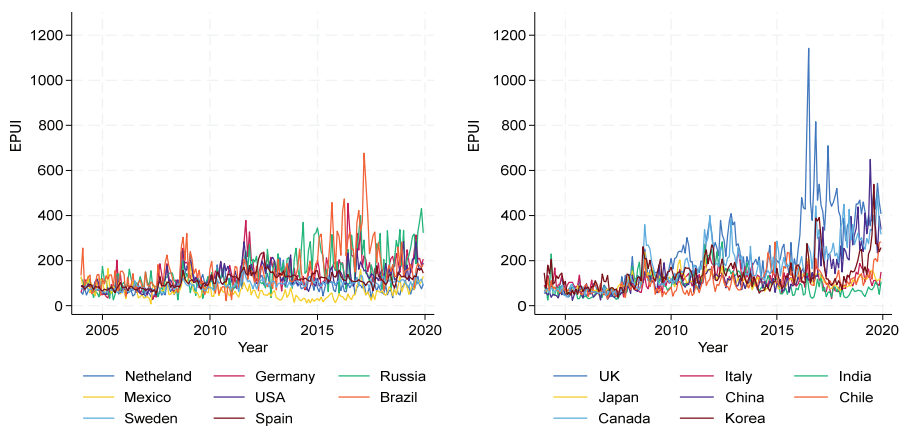 1200
1000
800
600
400
200
0
EPUI
2005 2010 2015 2020
Year
Netheland Germany Russia
Mexico USA Brazil
Sweden Spain
1200
1000
800
600
400
200
0
EPUI
2005 2010 2015 2020
Year
UK Italy India
Japan China Chile
Canada Korea